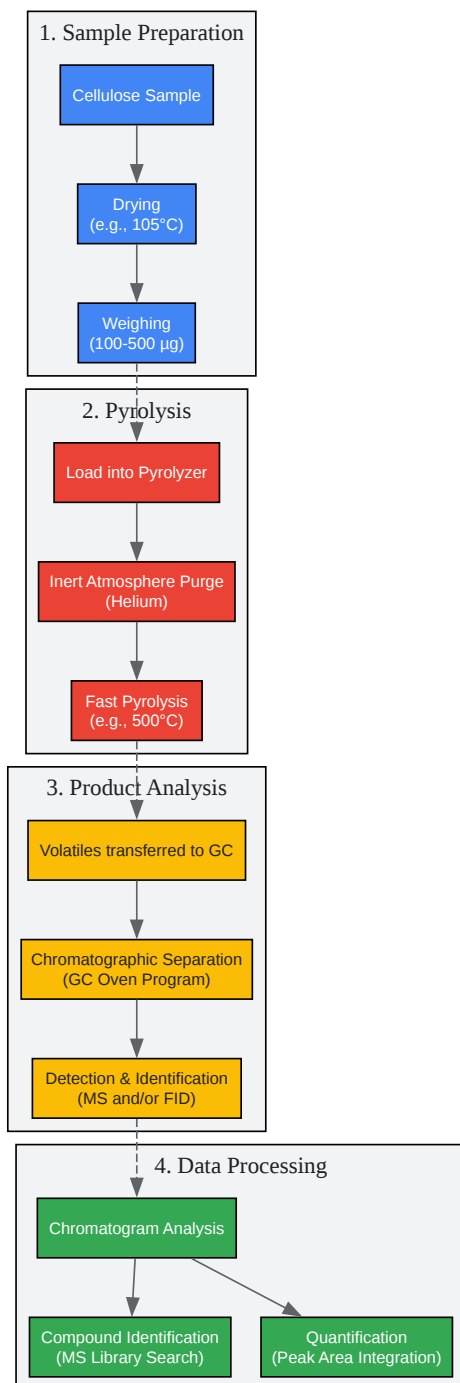 1. Sample Preparation
Cellulose Sample
Drying
(e.g., 105°C)
Weighing
(100-500 µg)
2. Pyrolysis
Load into Pyrolyzer
Inert Atmosphere Purge
(Helium)
Fast Pyrolysis
(e.g., 500°C)
3. Product Analysis
Volatiles transferred to GC
Chromatographic Separation
(GC Oven Program)
Detection & Identification
(MS and/or FID)
4. Data Processing
Chromatogram Analysis
Compound Identification
(MS Library Search)
Quantification
(Peak Area Integration)